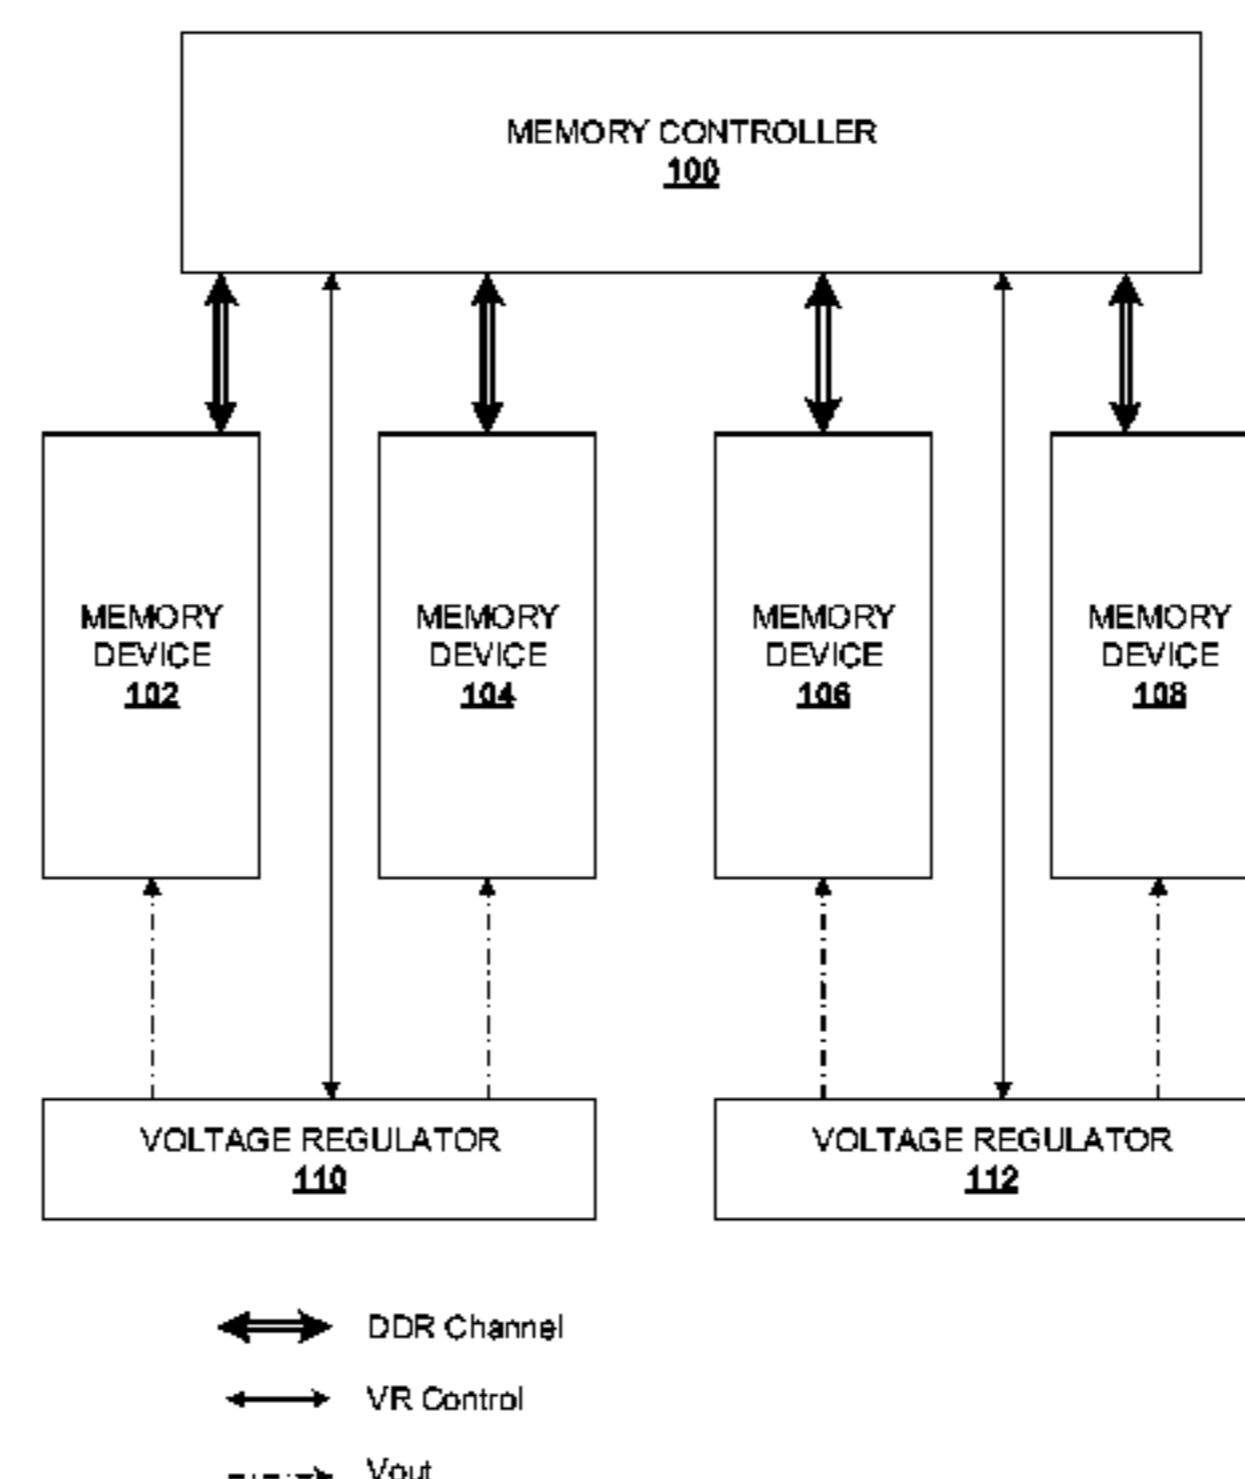 MEMORY CONTROLLER
100
MEMORY
DEVICE
102
MEMORY
DEVICE
104
MEMORY
DEVICE
106
MEMORY
DEVICE
108
VOLTAGE REGULATOR
110
VOLTAGE REGULATOR
112
DDR Channel
VR Control
Vout